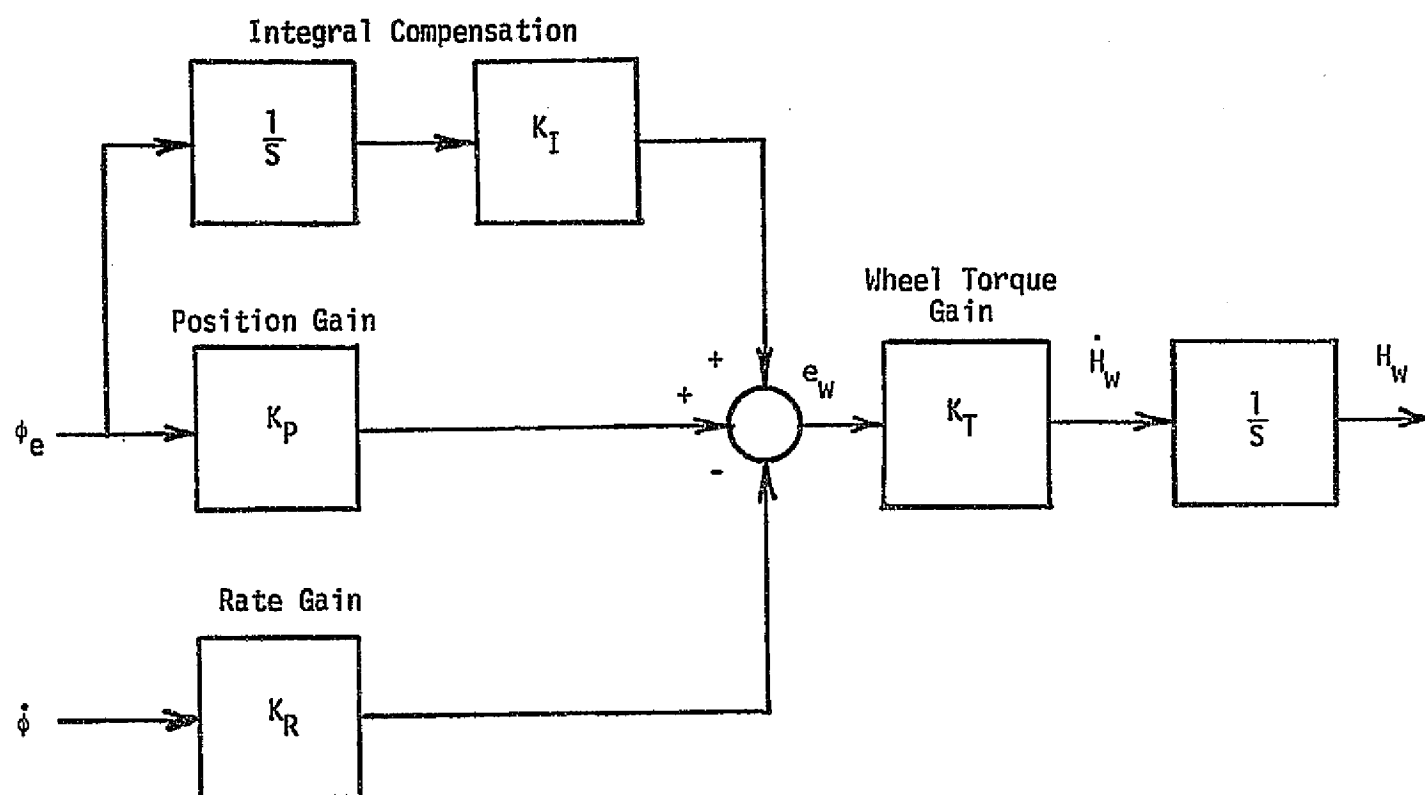 Integral Compensation
1
S
K_I
Position Gain
φ_e
K_P
+
+
-
e_w
Wheel Torque
Gain
K_T
Ḣ_w
1
S
H_w
Rate Gain
φ̇
K_R